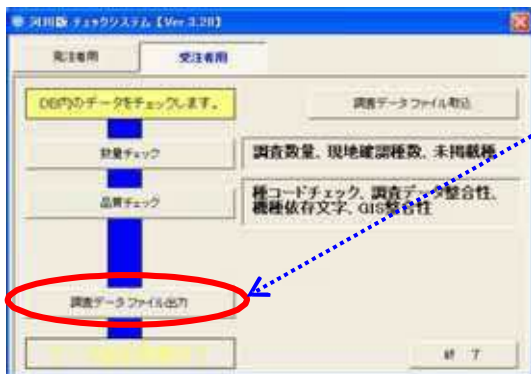 河川版 チェックシステム【Ver 3.20】
発注者用
受注者用
DB内のデータをチェックします。
調査データファイル取込
数量チェック
調査数量、現地確認種数、未掲載種
品質チェック
種コードチェック、調査データ整合性、
機種依存文字、GIS整合性
調査データファイル出力
終 了